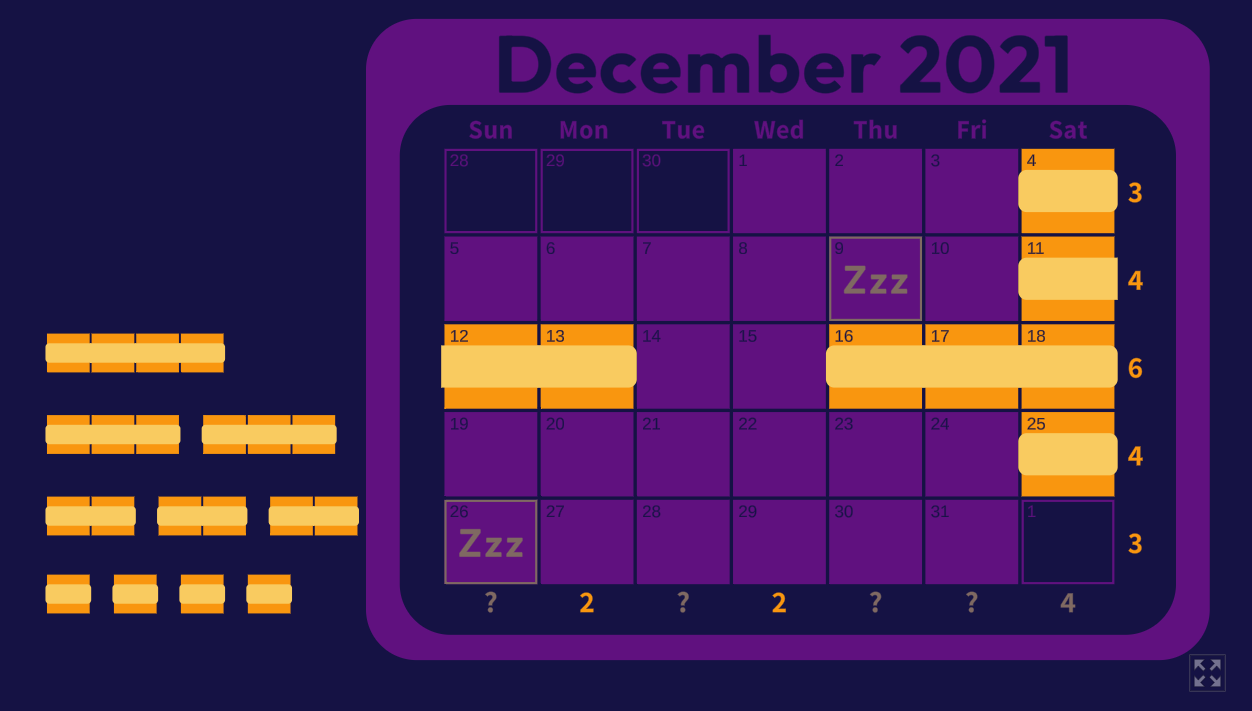 December 2021
Sun Mon Tue Wed Thu Fri Sat
28 29 30 1 2 3 4 3
5 6 7 8 9 Zzz 10 11 4
12 13 14 15 16 17 18 6
19 20 21 22 23 24 25 4
26 Zzz 27 28 29 30 31 1 3
? 2 ? 2 ? ? 4